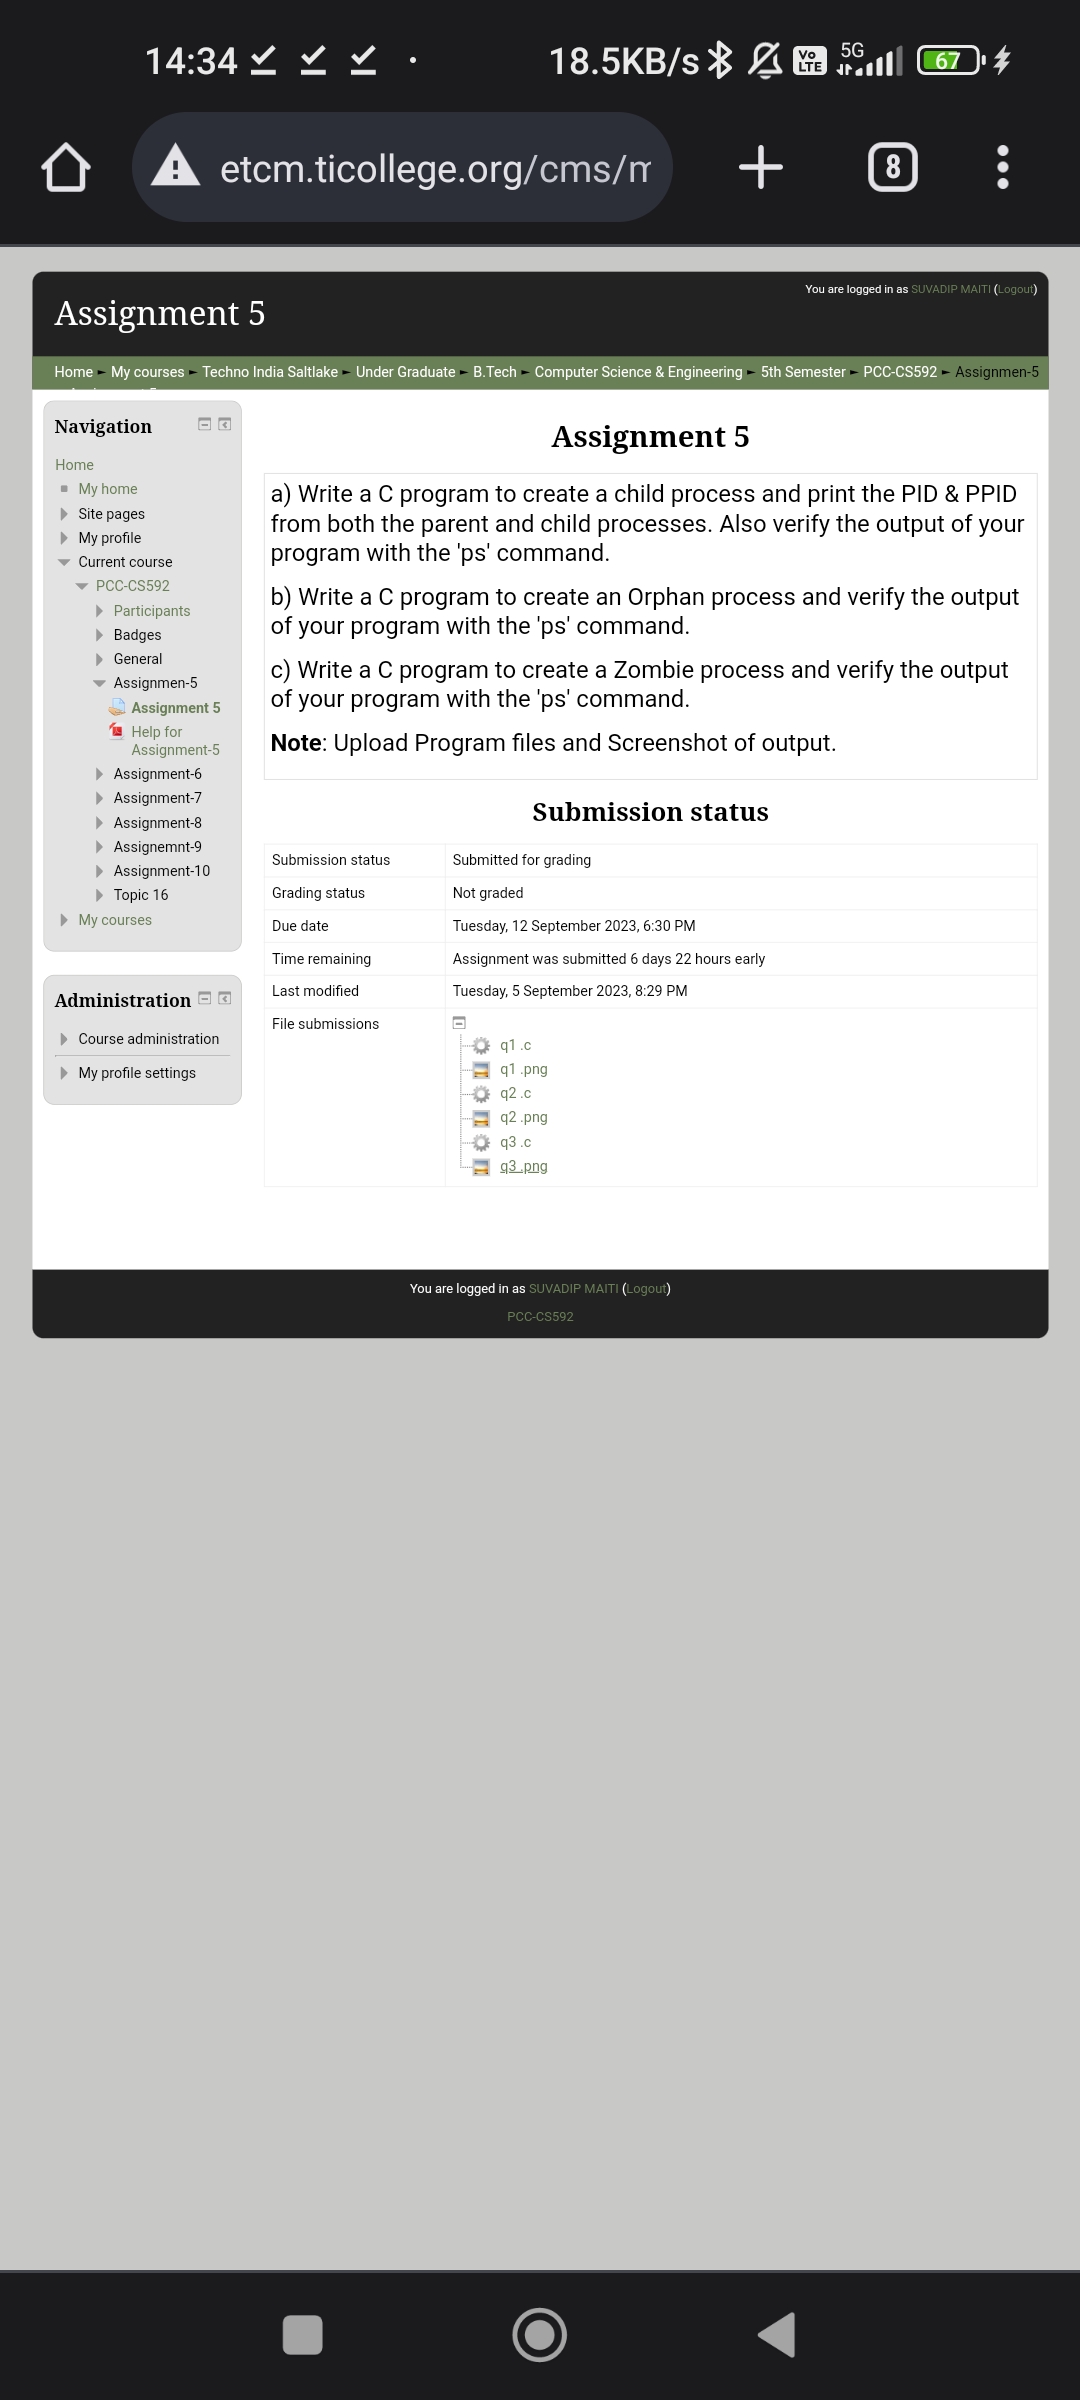 14:34
18.5KB/s
Vo LTE
5G
67
etcm.ticollege.org/cms/m
8
You are logged in as SUVADIP MAITI (Logout)
Assignment 5
Home ► My courses ► Techno India Saltlake ► Under Graduate ► B.Tech ► Computer Science & Engineering ► 5th Semester ► PCC-CS592 ► Assignmen-5
Navigation
Home
My home
Site pages
My profile
Current course
PCC-CS592
Participants
Badges
General
Assignmen-5
Assignment 5
Help for
Assignment-5
Assignment-6
Assignment-7
Assignment-8
Assignemnt-9
Assignment-10
Topic 16
My courses
Administration
Course administration
My profile settings
Assignment 5
a) Write a C program to create a child process and print the PID & PPID
from both the parent and child processes. Also verify the output of your
program with the 'ps' command.
b) Write a C program to create an Orphan process and verify the output
of your program with the 'ps' command.
c) Write a C program to create a Zombie process and verify the output
of your program with the 'ps' command.
Note: Upload Program files and Screenshot of output.
Submission status
Submission status Submitted for grading
Grading status Not graded
Due date Tuesday, 12 September 2023, 6:30 PM
Time remaining Assignment was submitted 6 days 22 hours early
Last modified Tuesday, 5 September 2023, 8:29 PM
File submissions
q1 .c
q1 .png
q2 .c
q2 .png
q3 .c
q3 .png
You are logged in as SUVADIP MAITI (Logout)
PCC-CS592